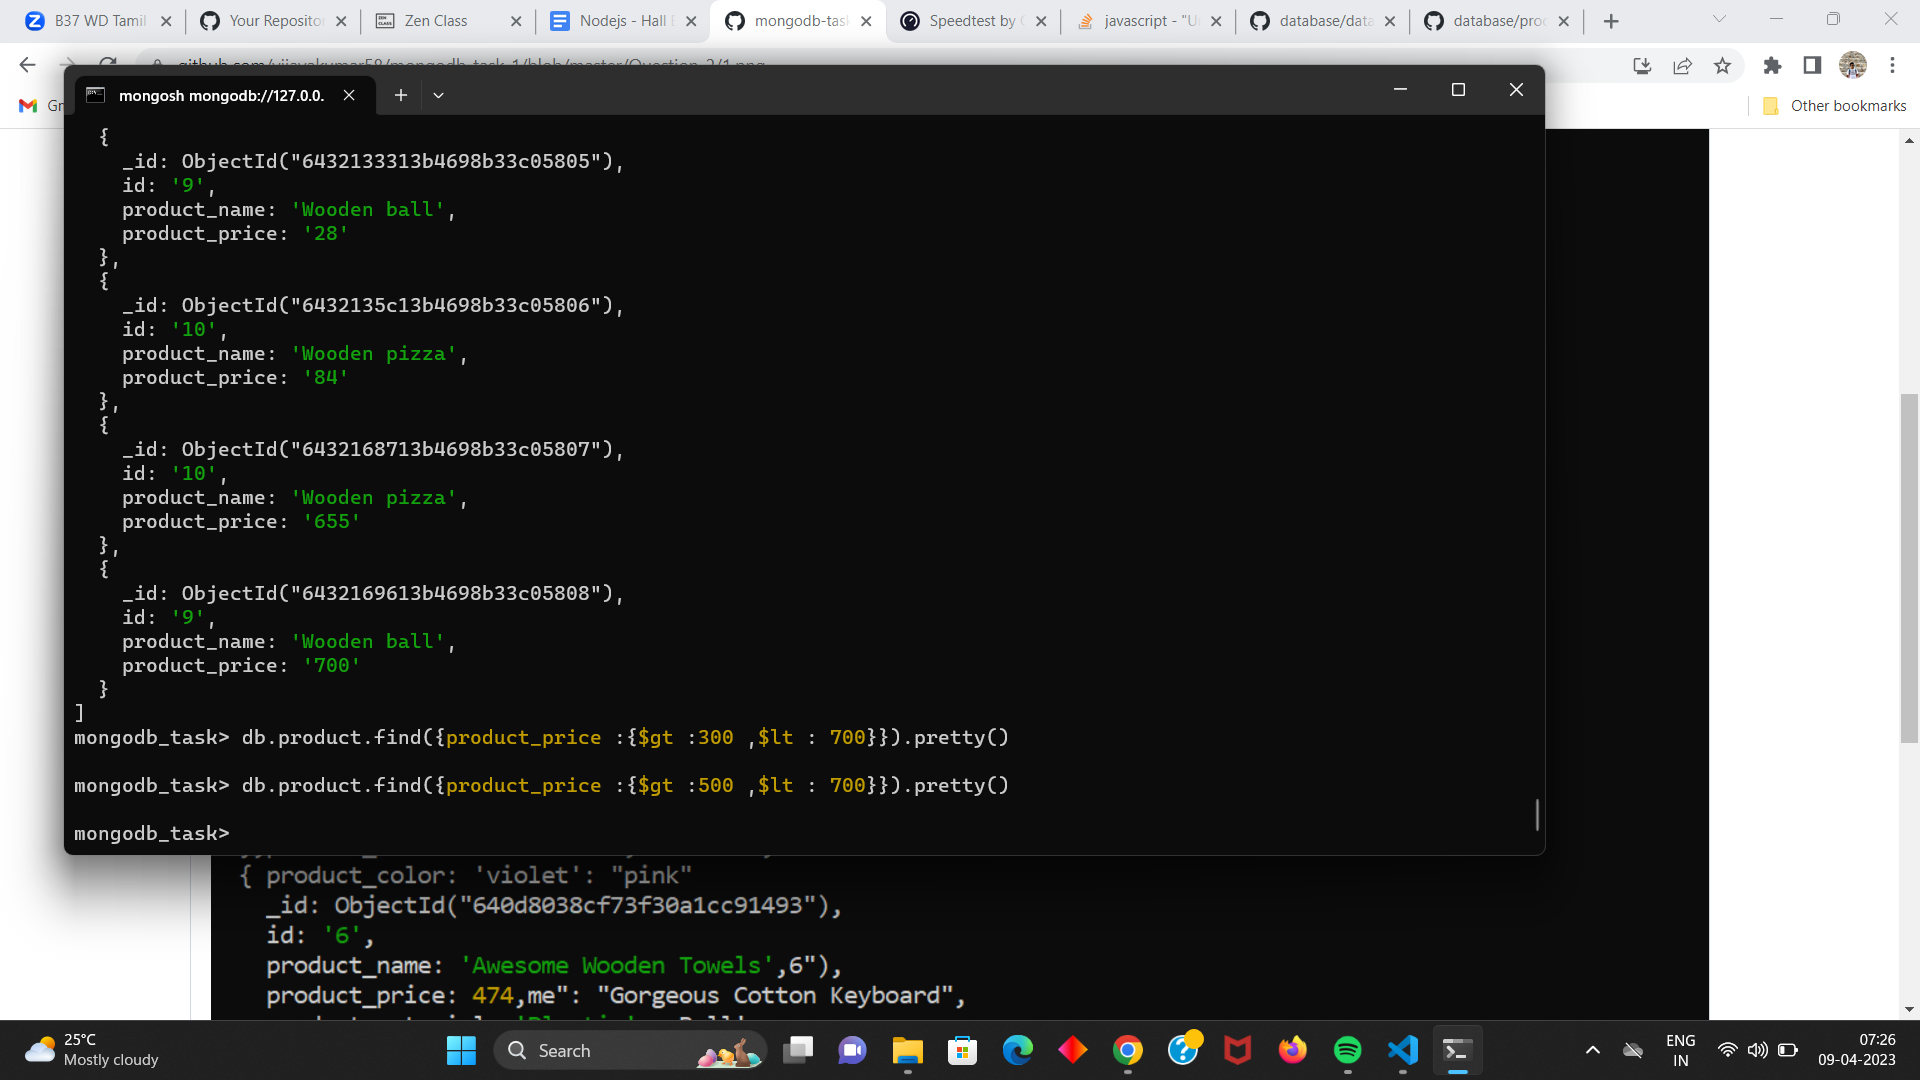 B37 WD Tamil
Your Repositor
Zen Class
Nodejs - Hall
mongodb-task
Speedtest by
javascript - "U
database/data
database/proc
github.com/vijayakumar58/mongodb-task-1/blob/master/Question-2/1.png
Other bookmarks
mongosh mongodb://127.0.0.
{
_id: ObjectId("6432133313b4698b33c05805"),
id: '9',
product_name: 'Wooden ball',
product_price: '28'
},
{
_id: ObjectId("6432135c13b4698b33c05806"),
id: '10',
product_name: 'Wooden pizza',
product_price: '84'
},
{
_id: ObjectId("6432168713b4698b33c05807"),
id: '10',
product_name: 'Wooden pizza',
product_price: '655'
},
{
_id: ObjectId("6432169613b4698b33c05808"),
id: '9',
product_name: 'Wooden ball',
product_price: '700'
}
]
mongodb_task> db.product.find({product_price :{$gt :300 ,$lt : 700}}).pretty()
mongodb_task> db.product.find({product_price :{$gt :500 ,$lt : 700}}).pretty()
mongodb_task>
{ product_color: 'violet': "pink"
_id: ObjectId("640d8038cf73f30a1cc91493"),
id: '6',
product_name: 'Awesome Wooden Towels',6"),
product_price: 474,me": "Gorgeous Cotton Keyboard",
25°C
Mostly cloudy
Search
ENG
IN
07:26
09-04-2023